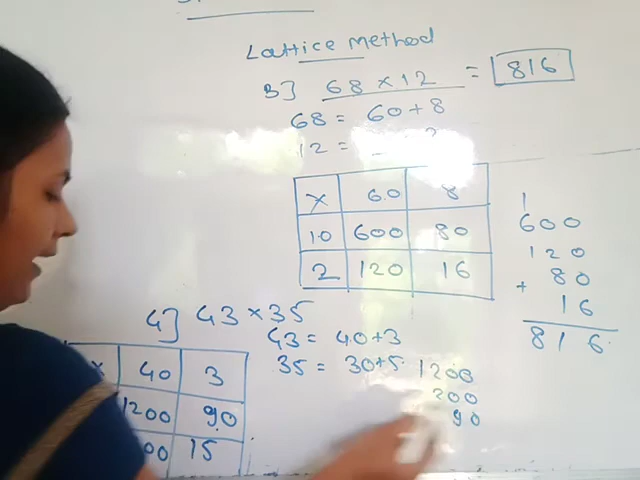 Lattice Method
3] 68 × 12 = 816
68 = 60 + 8
12 =
× 60 8
10 600 80
2 120 16
1
600
120
+ 80
16
816
4] 43 × 35
43 = 40 + 3
35 = 30 + 5
× 40 3
1200 90
00 15
1200
200
90